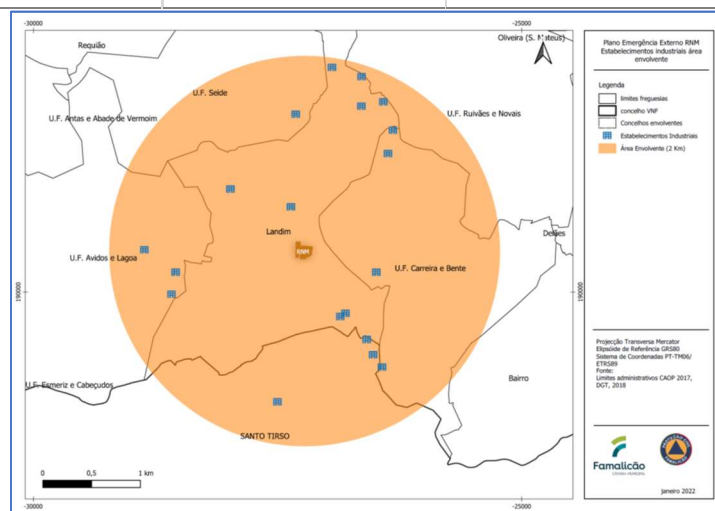 -30000
-25000
Requião
Oliveira (S. Mateus)
U.F. Seide
U.F. Antas e Abade de Vermoim
U.F. Ruivães e Novais
Landim
Delães
RNM
U.F. Avidos e Lagoa
U.F. Carreira e Bente
190000
190000
Bairro
U.F. Esmeriz e Cabeçudos
SANTO TIRSO
0
0,5
1 km
-30000
-25000
Plano Emergência Externo RNM
Estabelecimentos industriais área
envolvente
Legenda
limites freguesias
concelho VNF
Concelhos envolventes
Estabelecimentos Industriais
Área Envolvente (2 Km)
Projecção Transversa Mercator
Elipsóide de Referência GRS80
Sistema de Coordenadas PT-TM06/
ETRS89
Fonte:
Limites administrativos CAOP 2017,
DGT, 2018
Famalicão
CÂMARA MUNICIPAL
janeiro 2022